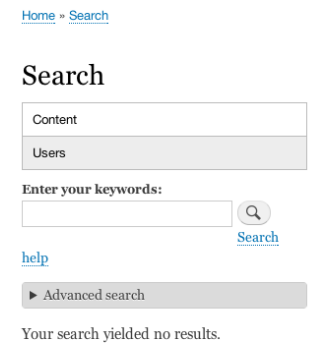 Home » Search
Search
Content
Users
Enter your keywords:
Search
help
Advanced search
Your search yielded no results.